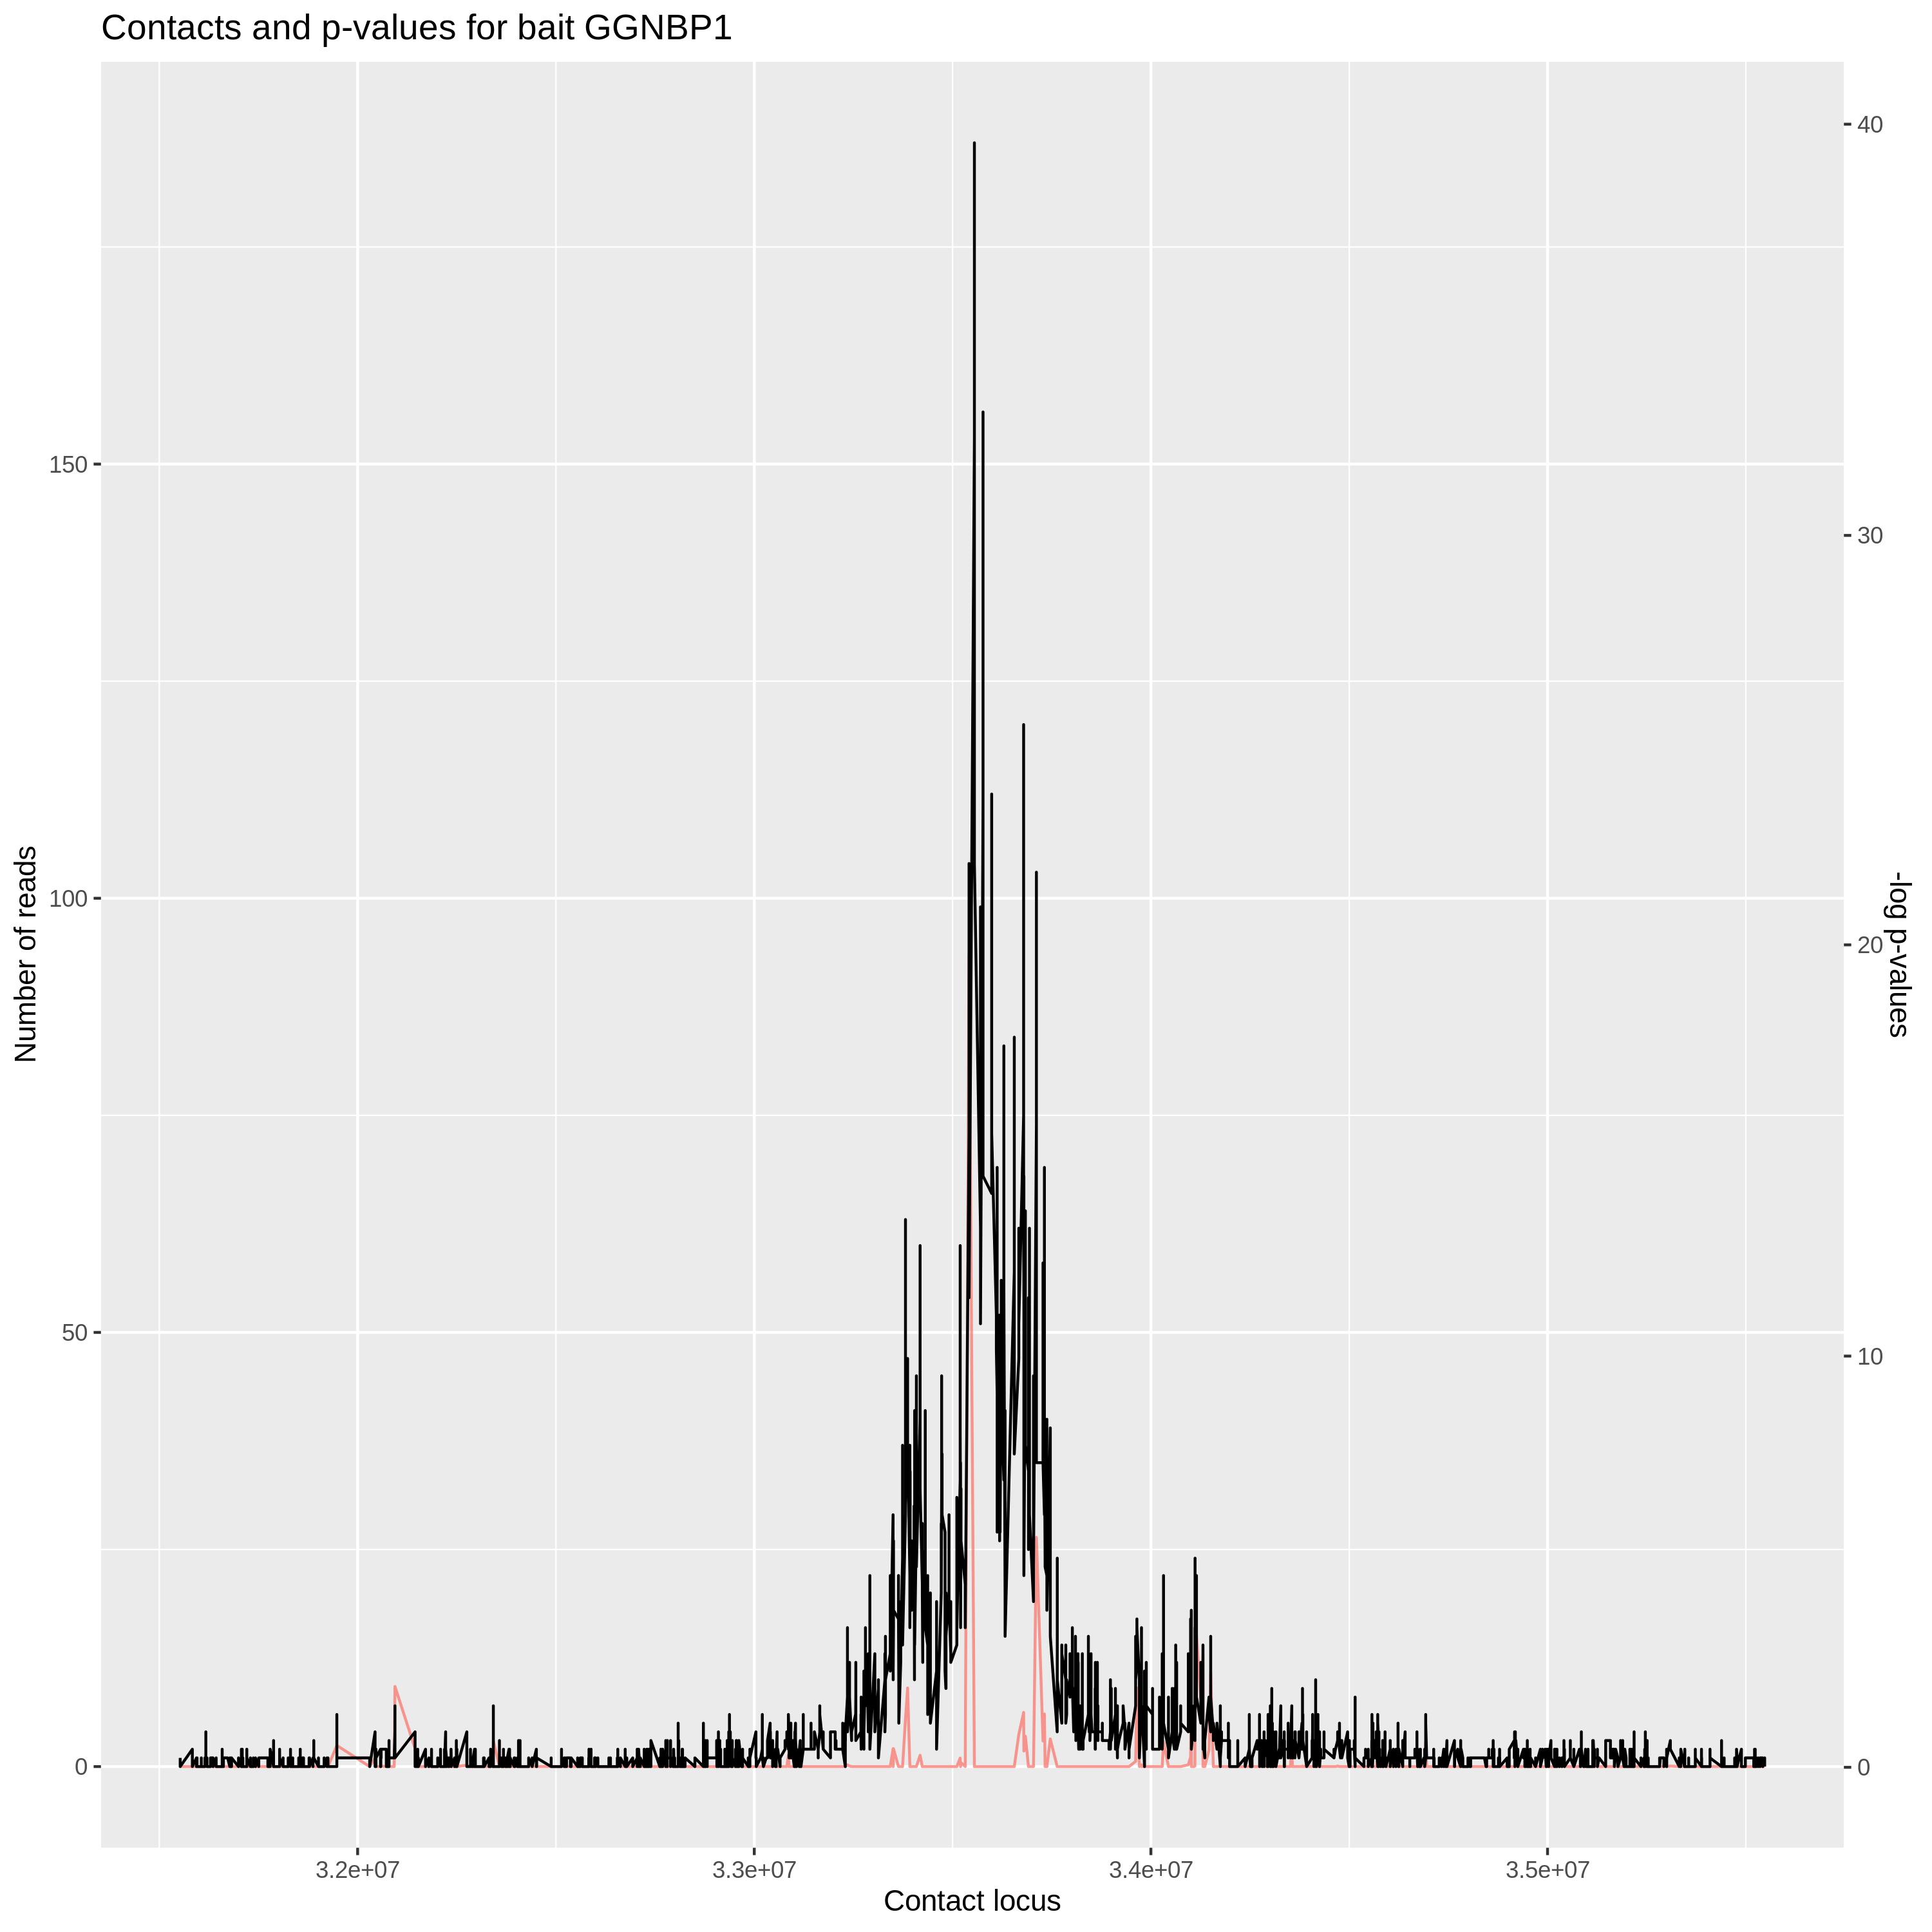 Contacts and p-values for bait GGNBP1
Number of reads
150
100
50
0
40
30
20
10
0
-log p-values
3.2e+07
3.3e+07
3.4e+07
3.5e+07
Contact locus